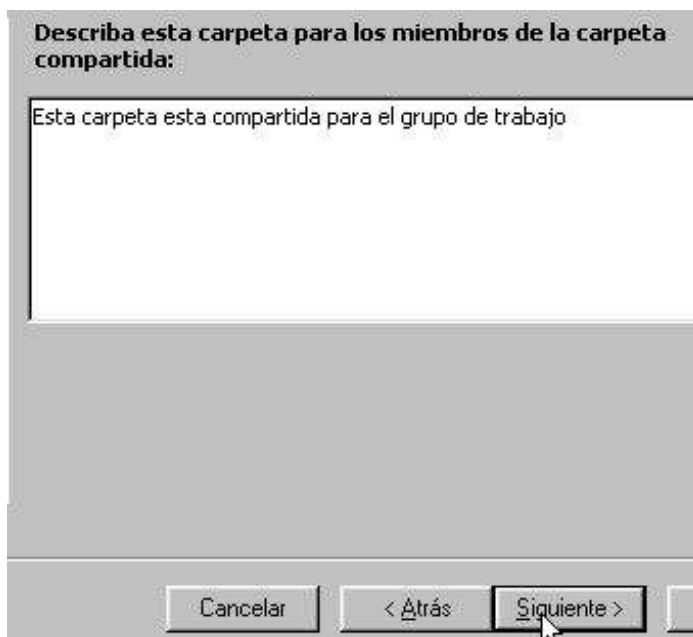 Describa esta carpeta para los miembros de la carpeta
compartida:
Esta carpeta esta compartida para el grupo de trabajo
Cancelar
< Atrás
Siguiente >